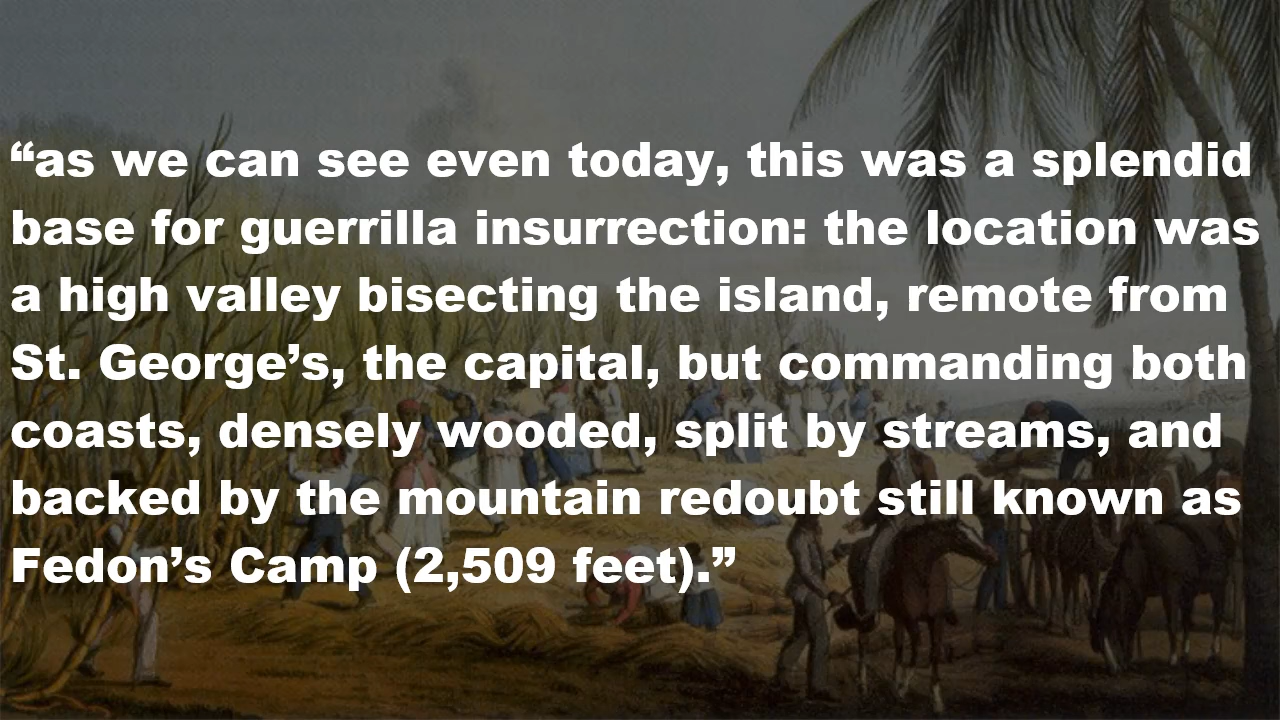 “as we can see even today, this was a splendid
base for guerrilla insurrection: the location was
a high valley bisecting the island, remote from
St. George’s, the capital, but commanding both
coasts, densely wooded, split by streams, and
backed by the mountain redoubt still known as
Fedon’s Camp (2,509 feet).”